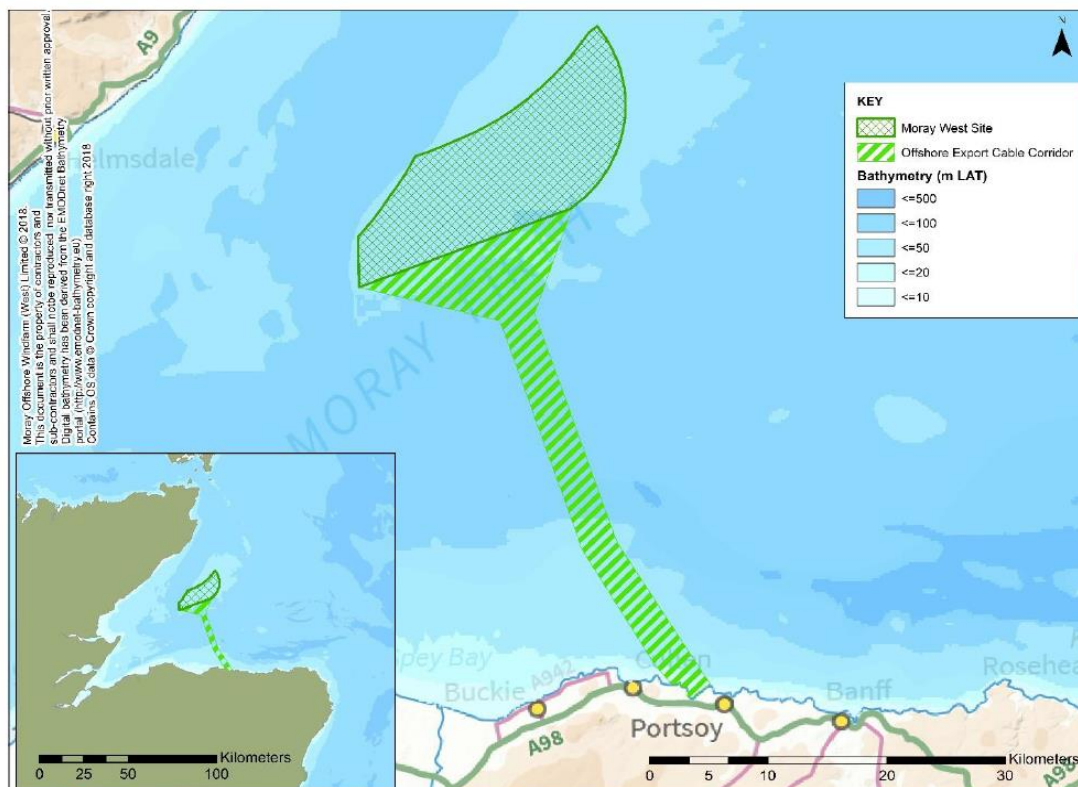 A9
Helmsdale
Moray Offshore Windfarm (West) Limited © 2018.
This document is the property of contractors and
sub-contractors and shall not be reproduced nor transmitted without prior written approval.
Digital bathymetry has been derived from the EMODnet Bathymetry
portal (http://www.emodnet-bathymetry.eu)
Contains OS data © Crown copyright and database right 2018
N
KEY
Moray West Site
Offshore Export Cable Corridor
Bathymetry (m LAT)
<=500
<=100
<=50
<=20
<=10
MORAY
Spey Bay
Buckie
A942
A98
Portsoy
Banff
A98
Kilometers
0 25 50 100
Kilometers
0 5 10 20 30